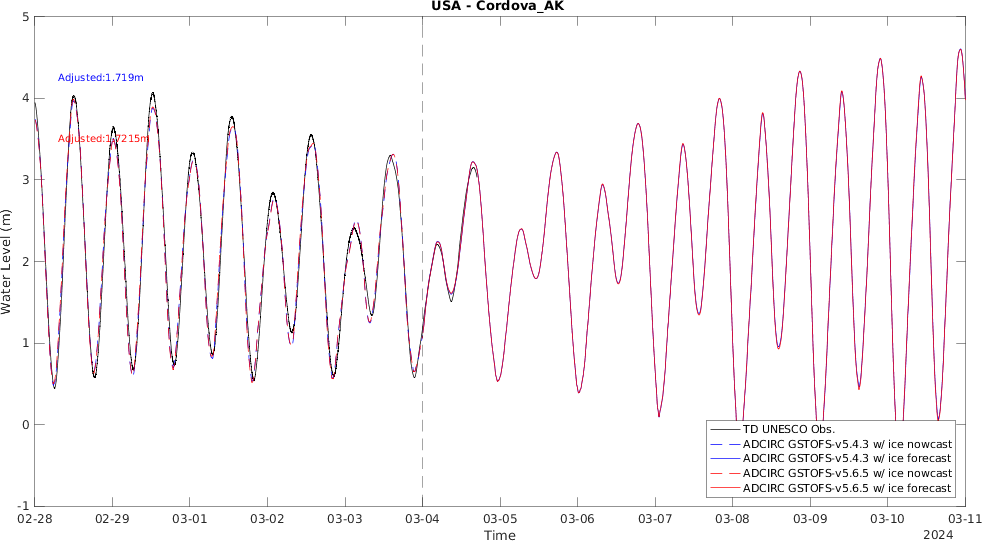 USA - Cordova_AK
5
4
3
2
1
0
-1
Water Level (m)
Adjusted:1.719m
Adjusted:1.7215m
TD UNESCO Obs.
ADCIRC GSTOFS-v5.4.3 w/ ice nowcast
ADCIRC GSTOFS-v5.4.3 w/ ice forecast
ADCIRC GSTOFS-v5.6.5 w/ ice nowcast
ADCIRC GSTOFS-v5.6.5 w/ ice forecast
02-28 02-29 03-01 03-02 03-03 03-04 03-05 03-06 03-07 03-08 03-09 03-10 03-11
Time
2024